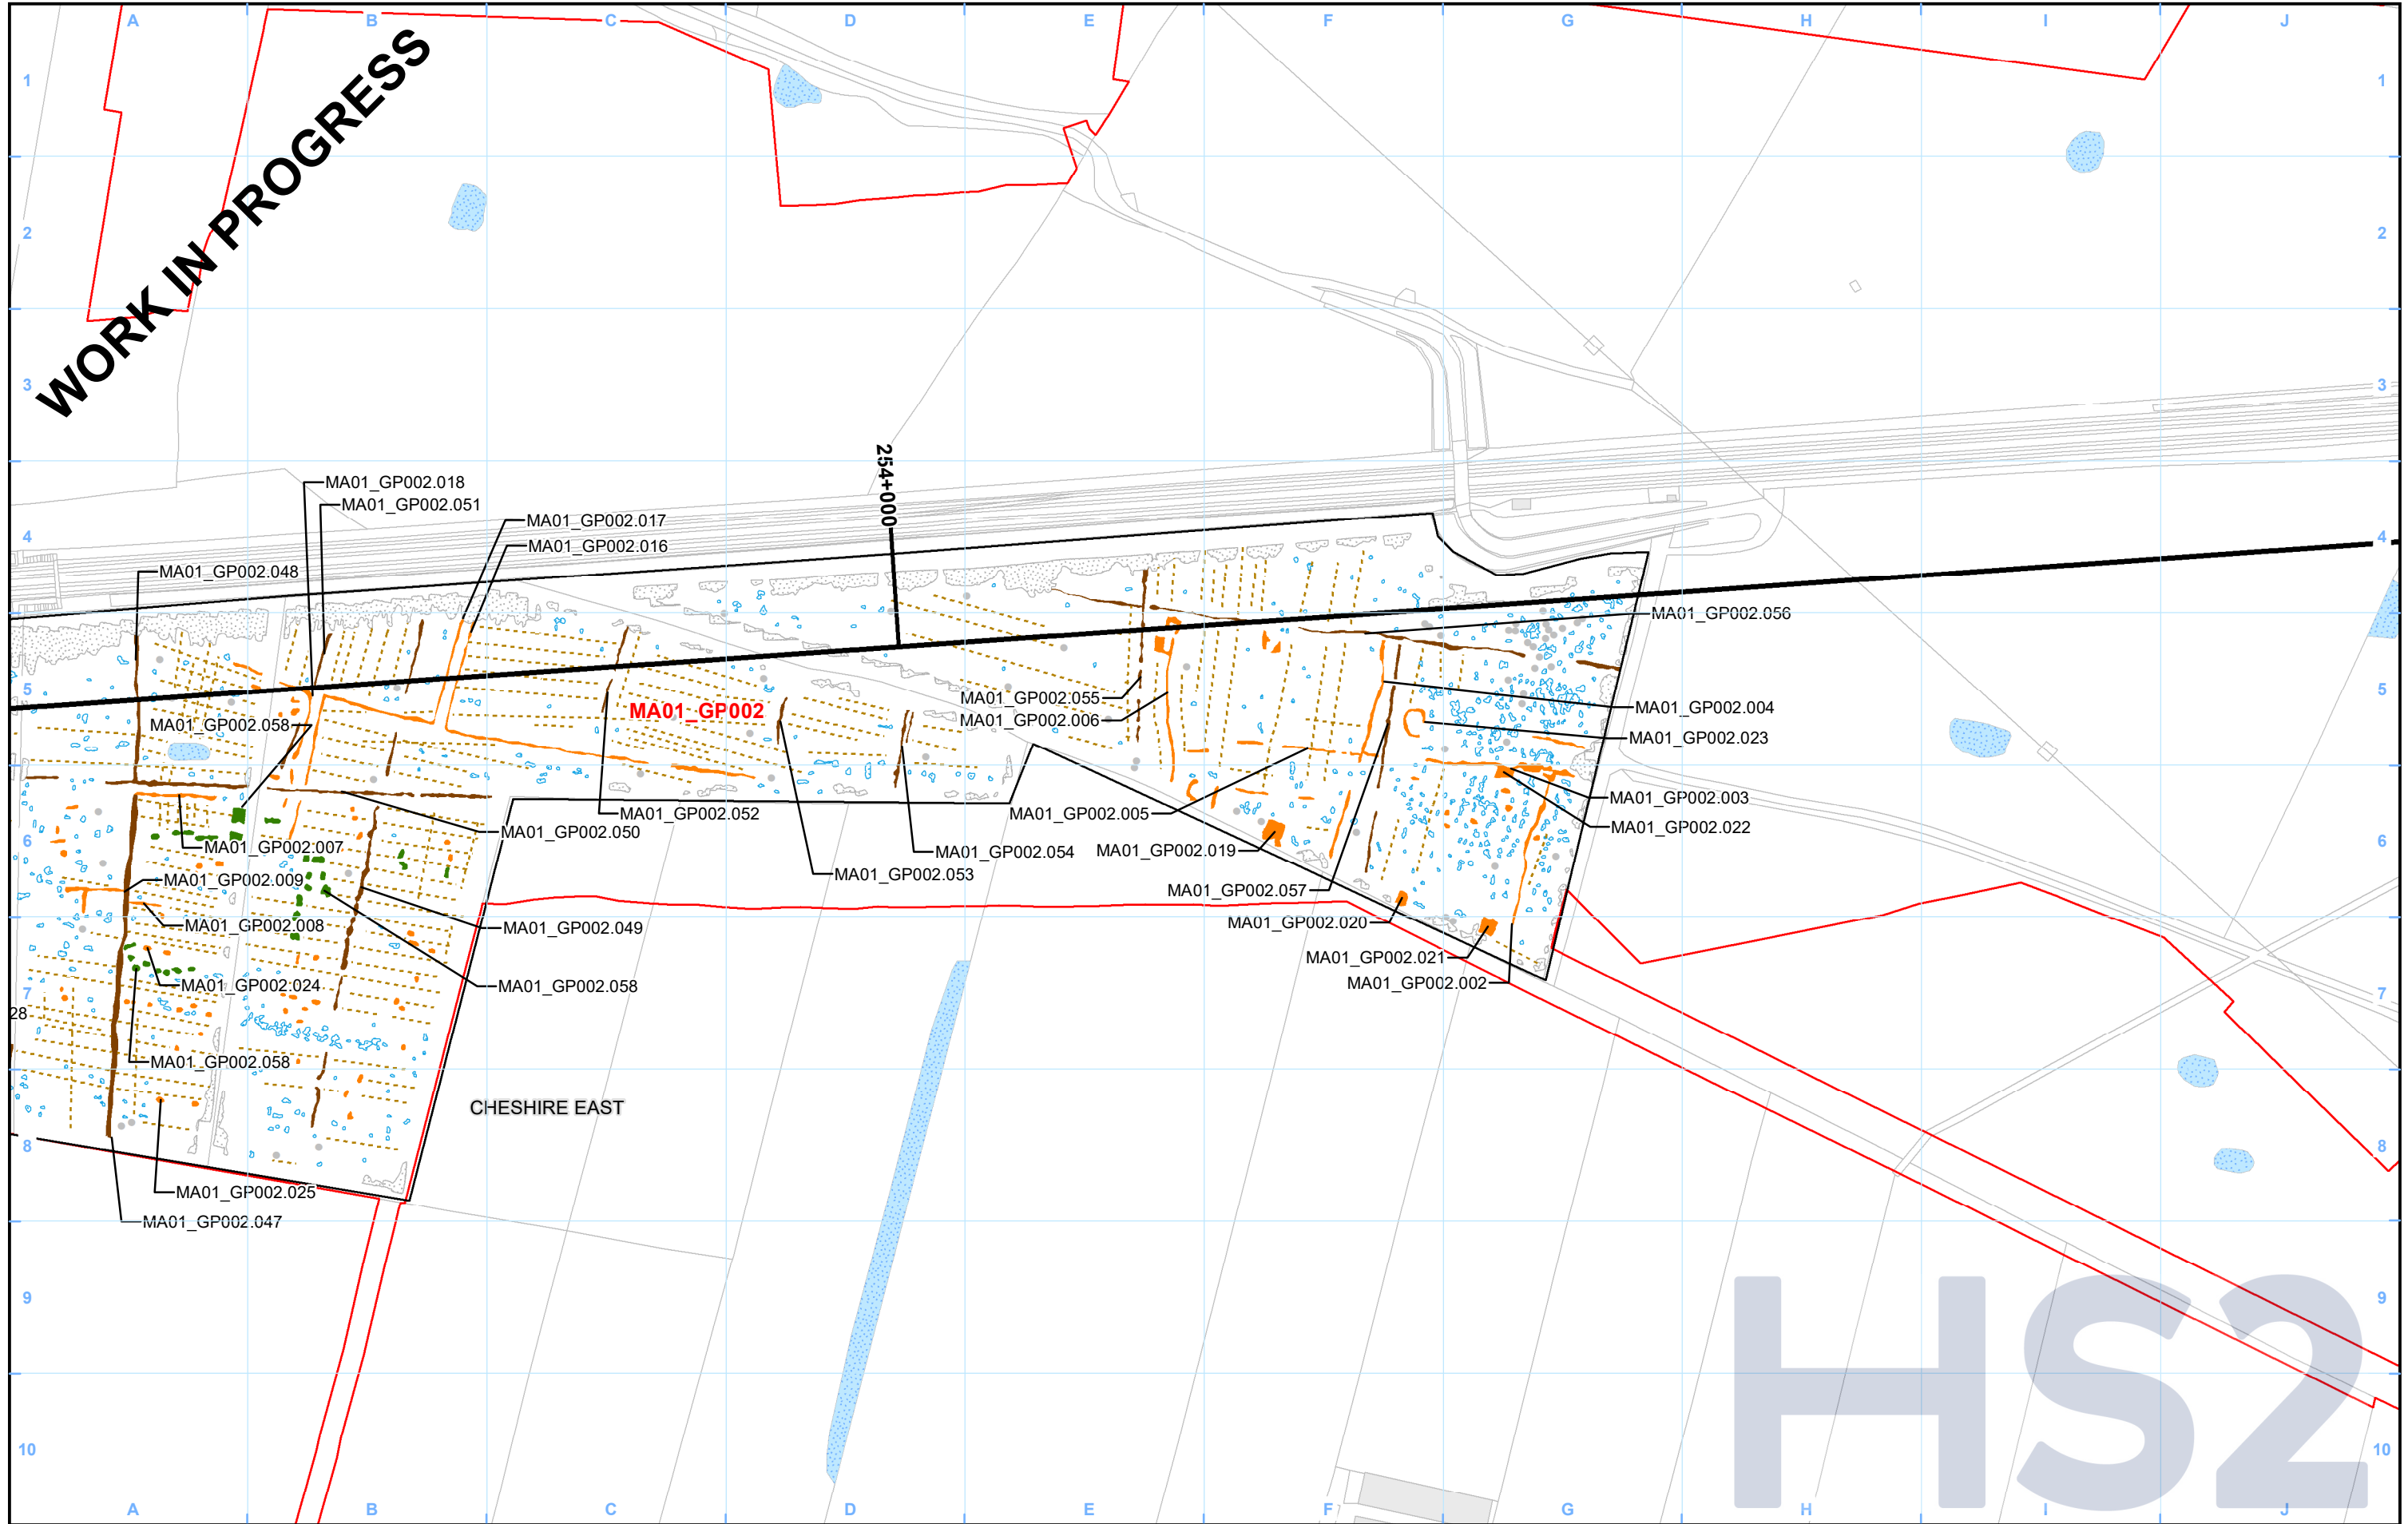 A B C D E F G H I J
1 1
WORK IN PROGRESS
2 2
3 3
254+000
MA01_GP002.018
MA01_GP002.051
MA01_GP002.017
4 4
MA01_GP002.016
MA01_GP002.048
MA01_GP002.056
5 5
MA01_GP002.055
MA01_GP002.004
MA01_GP002
MA01_GP002.006
MA01_GP002.058
MA01_GP002.023
MA01_GP002.003
MA01_GP002.052
MA01_GP002.005
MA01_GP002.022
MA01_GP002.050
6 6
MA01_GP002.007
MA01_GP002.054
MA01_GP002.019
MA01_GP002.053
MA01_GP002.009
MA01_GP002.057
MA01_GP002.020
MA01_GP002.008
MA01_GP002.049
MA01_GP002.021
MA01_GP002.002
MA01_GP002.024
MA01_GP002.058
7 7
28
MA01_GP002.058
CHESHIRE EAST
8 8
MA01_GP002.025
MA01_GP002.047
9 9
HS2
10 10
A B C D E F G H I J